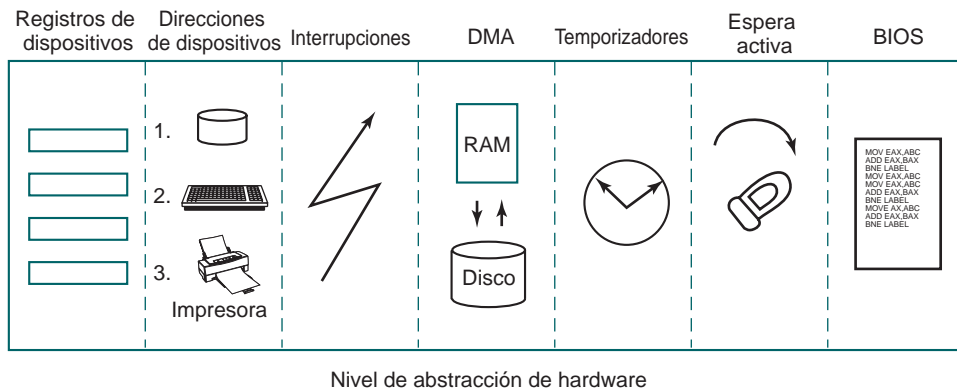 Registros de
dispositivos
Direcciones
de dispositivos
Interrupciones
DMA
Temporizadores
Espera
activa
BIOS
1.
2.
3.
Impresora
RAM
Disco
MOV EAX,ABC
ADD EAX,BAX
BNE LABEL
MOV EAX,ABC
MOV EAX,ABC
ADD EAX,BAX
BNE LABEL
MOVE AX,ABC
ADD EAX,BAX
BNE LABEL
Nivel de abstracción de hardware